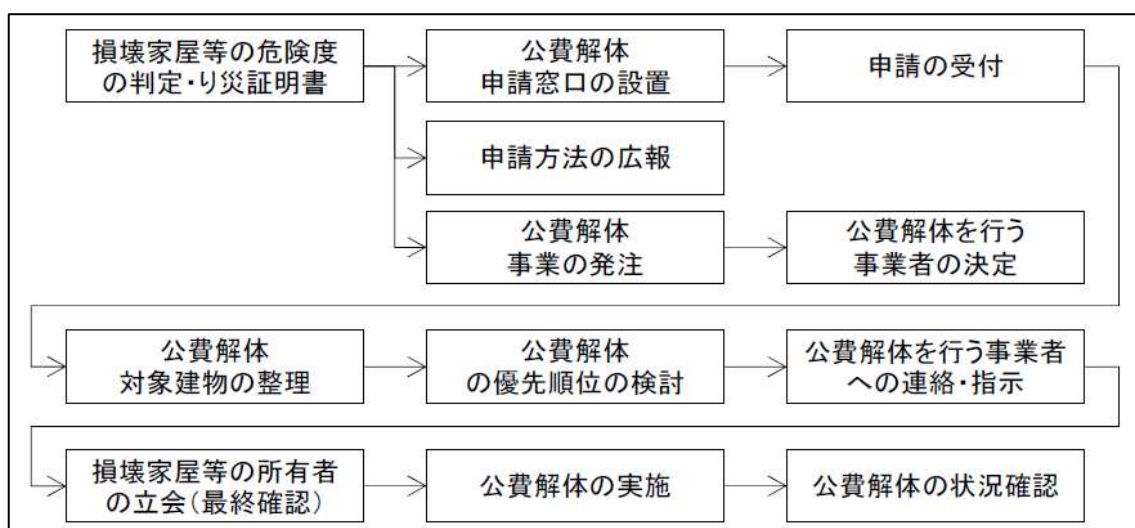 損壊家屋等の危険度
の判定・り災証明書
公費解体
申請窓口の設置
申請の受付
申請方法の広報
公費解体
事業の発注
公費解体を行う
事業者の決定
公費解体
対象建物の整理
公費解体
の優先順位の検討
公費解体を行う事業者
への連絡・指示
損壊家屋等の所有者
の立会(最終確認)
公費解体の実施
公費解体の状況確認